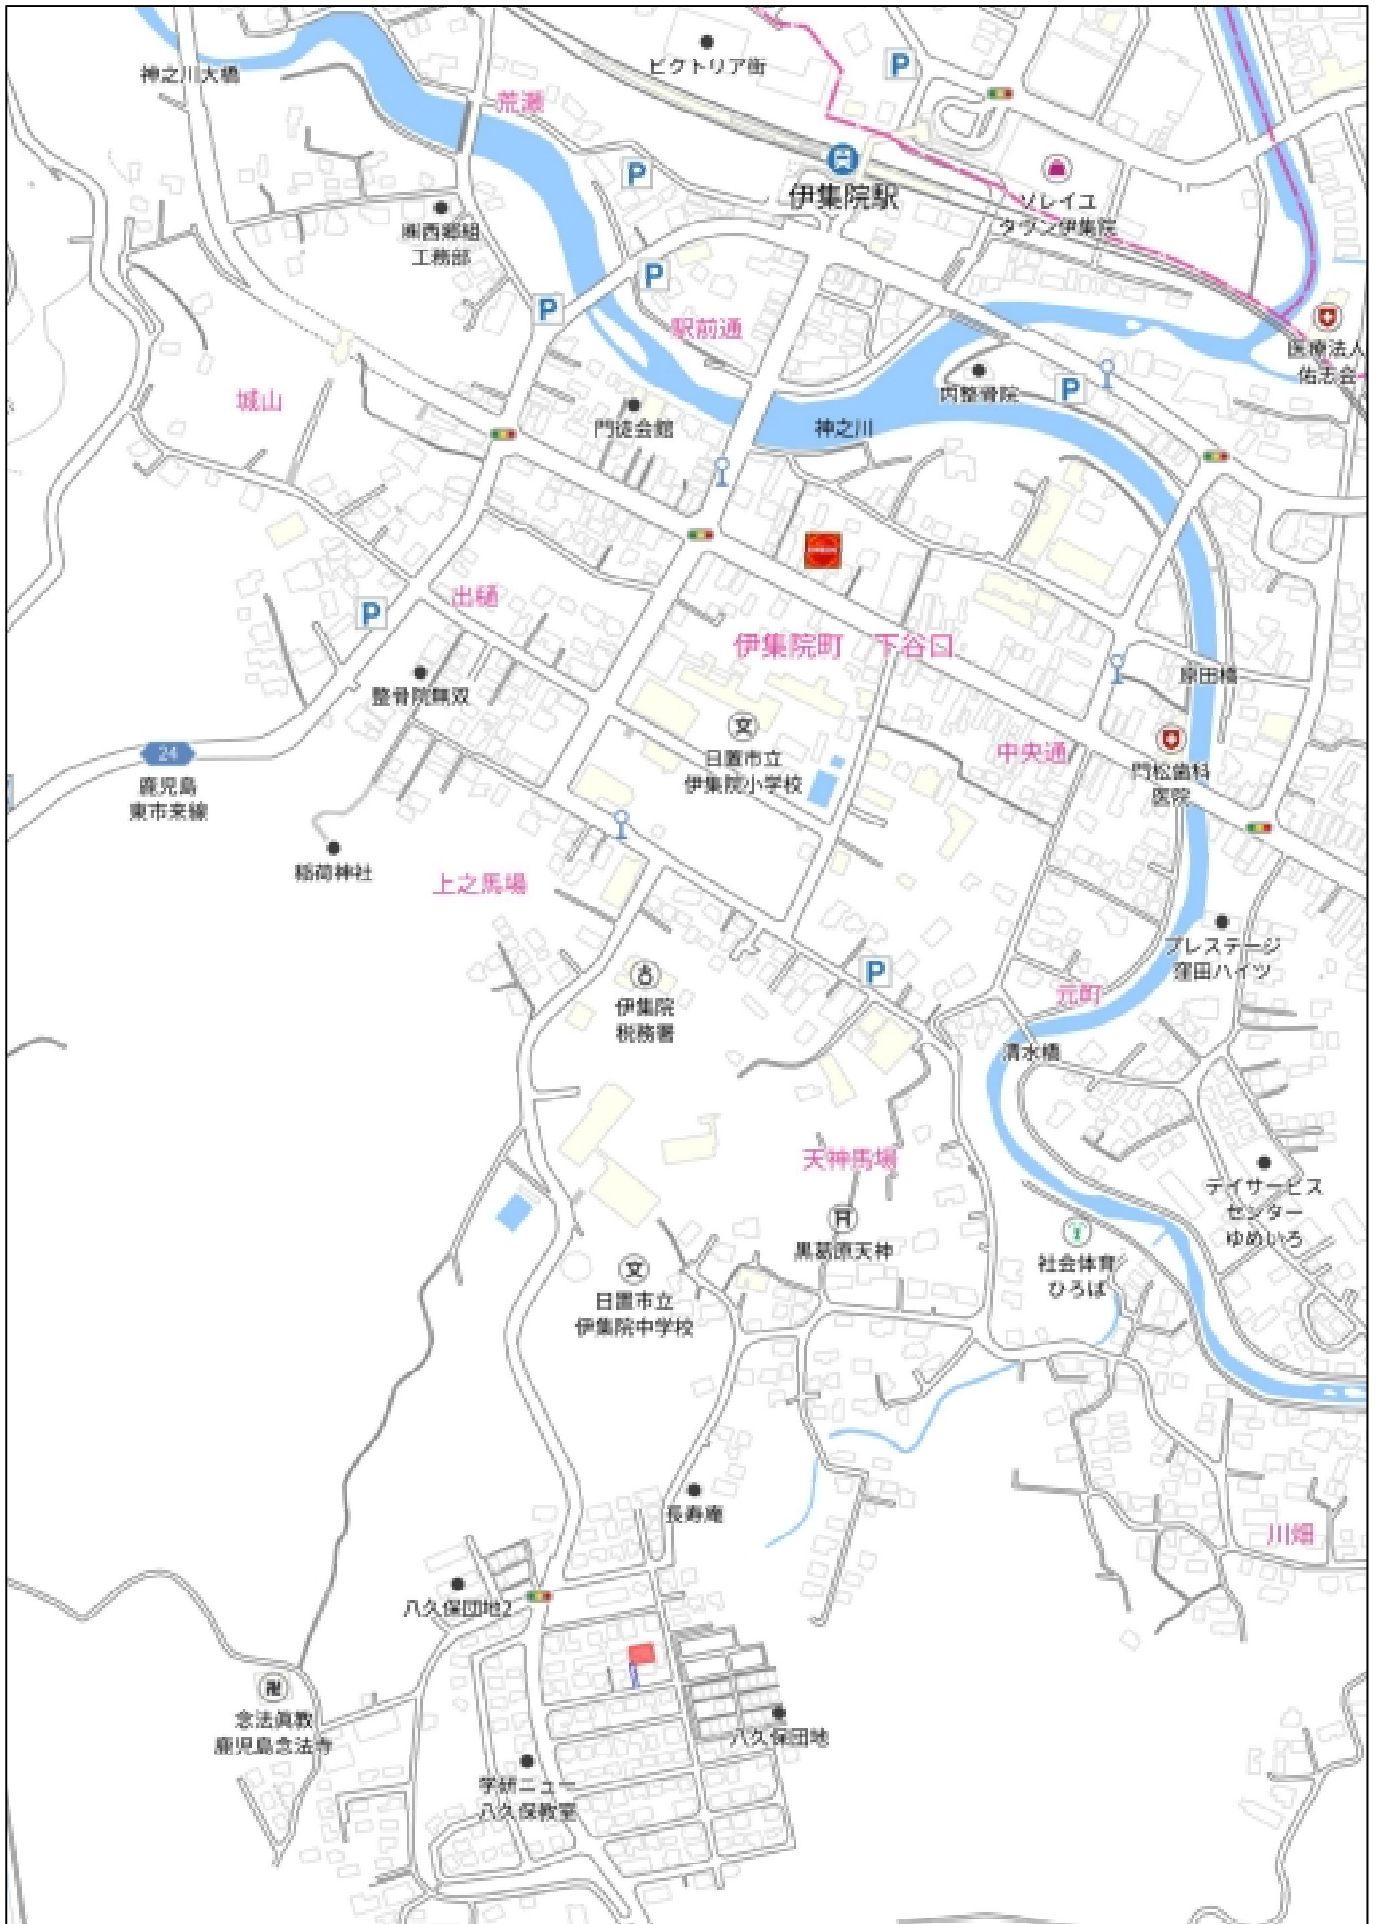 ビクトリア街
P
神之川大橋
荒瀬
P
伊集院駅
ソレイユ
タウン伊集院
㈱西郷組
工務部
P
P
駅前通
医療法人
佑志会
城山
内整骨院
P
門徒会館
神之川
出樋
P
伊集院町 下谷口
整骨院無双
原田橋
文
日置市立
伊集院小学校
中央通
門松歯科
医院
24
鹿児島
東市来線
稲荷神社
上之馬場
プレステージ
窪田ハイツ
P
伊集院
税務署
元町
清水橋
天神馬場
デイサービス
センター
ゆめいろ
黒葛原天神
社会体育
ひろば
文
日置市立
伊集院中学校
長寿庵
川畑
八久保団地2
卍
念法眞教
鹿児島念法寺
八久保団地
学研ニュー
八久保教室